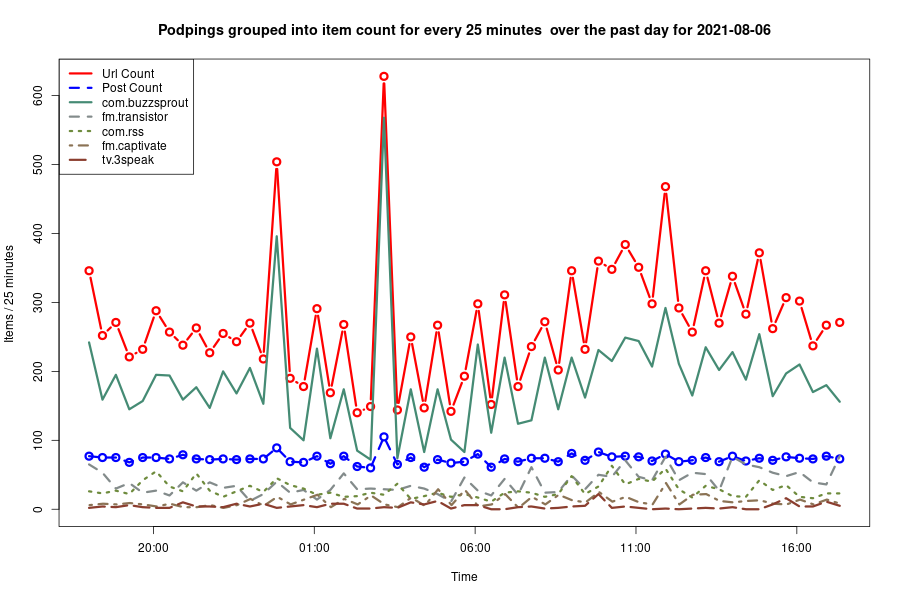 Podpings grouped into item count for every 25 minutes  over the past day for 2021-08-06
Url Count
Post Count
com.buzzsprout
fm.transistor
com.rss
fm.captivate
tv.3speak
Items / 25 minutes
600
500
400
300
200
100
0
20:00
01:00
06:00
11:00
16:00
Time